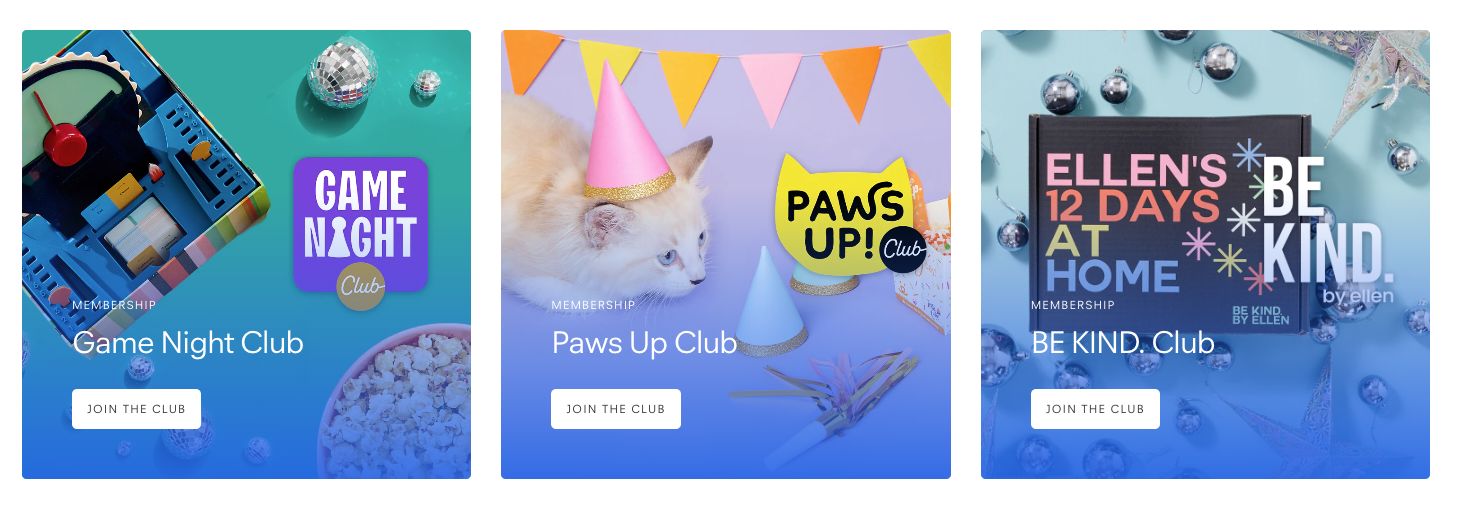 GAME
NIGHT
Club
MEMBERSHIP
Game Night Club
JOIN THE CLUB
PAWS
UP!
Club
MEMBERSHIP
Paws Up Club
JOIN THE CLUB
ELLEN'S
12 DAYS
AT
HOME
BE KIND.
BY ELLEN
BE
KIND.
by ellen
MEMBERSHIP
BE KIND. Club
JOIN THE CLUB